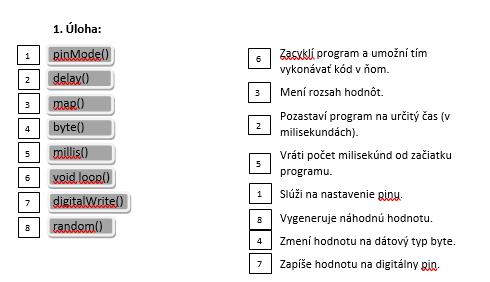 1. Úloha:
1 pinMode()
2 delay()
3 map()
4 byte()
5 millis()
6 void loop()
7 digitalWrite()
8 random()
6 Zacyklí program a umožní tím
vykonávať kód v ňom.
3 Mení rozsah hodnôt.
2 Pozastaví program na určitý čas (v
milisekundách).
5 Vráti počet milisekúnd od začiatku
programu.
1 Slúži na nastavenie pinu.
8 Vygeneruje náhodnú hodnotu.
4 Zmení hodnotu na dátový typ byte.
7 Zapíše hodnotu na digitálny pin.